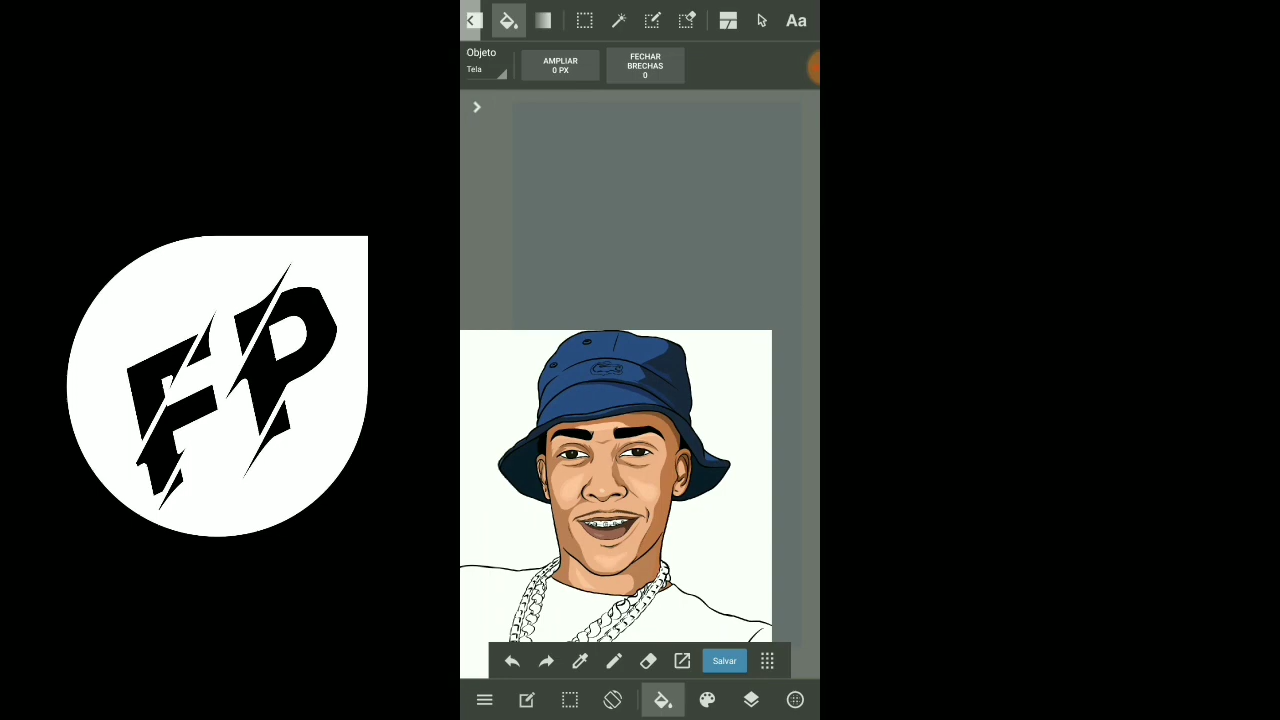 Aa
Objeto
Tela
AMPLIAR
0 PX
FECHAR
BRECHAS
0
FP
Salvar